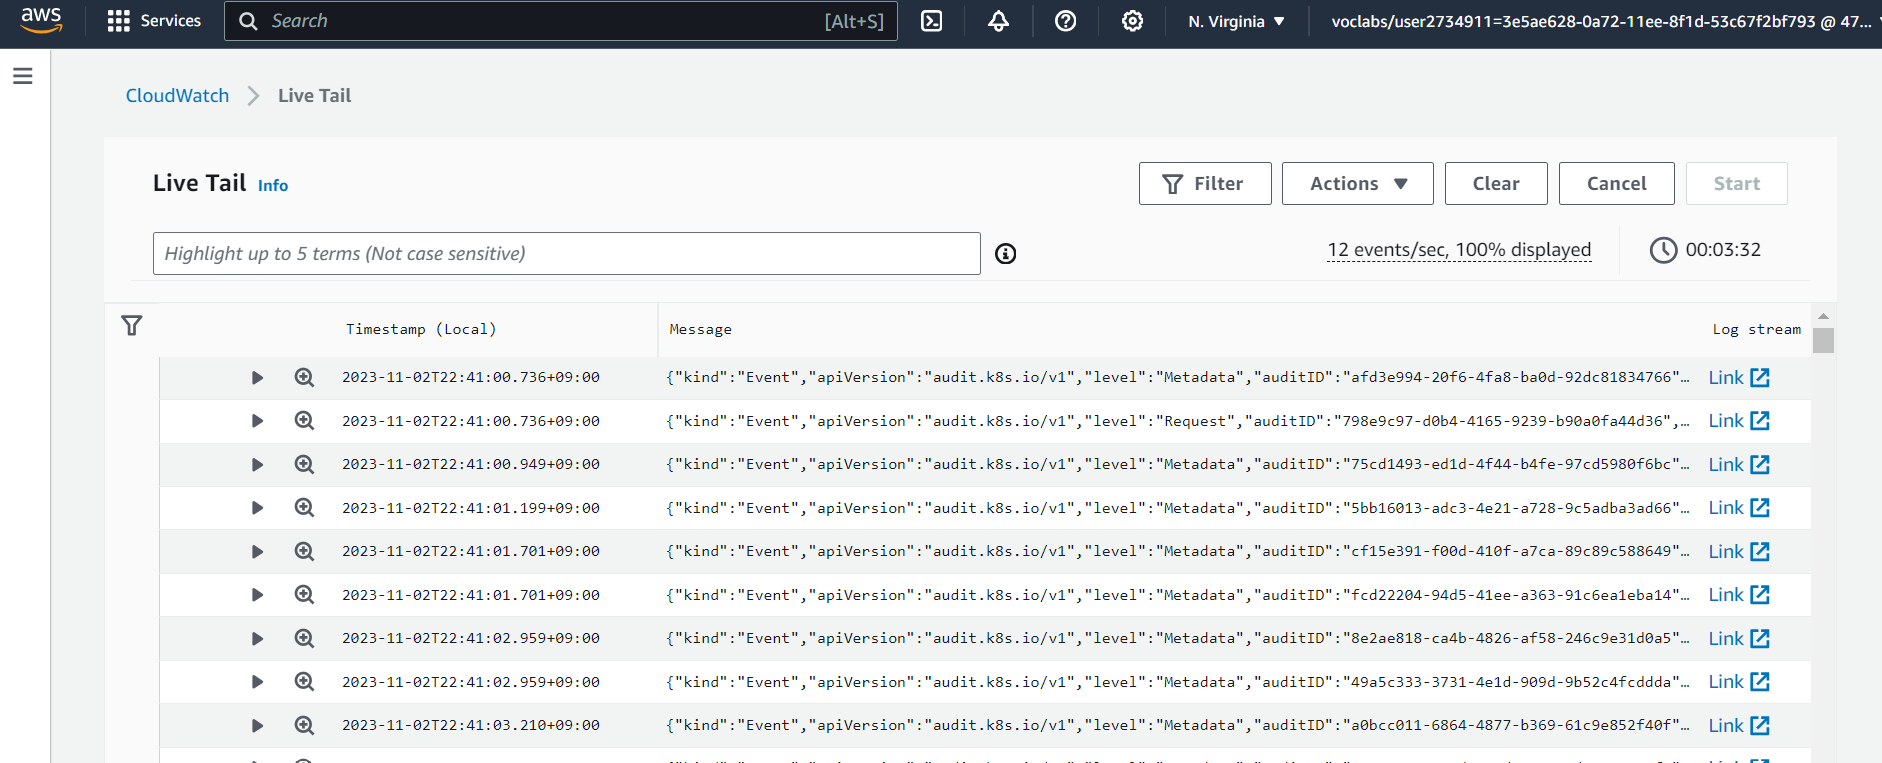 aws Services Search [Alt+S] N. Virginia voclabs/user2734911=3e5ae628-0a72-11ee-8f1d-53c67f2bf793 @ 47...
CloudWatch Live Tail
Live Tail Info Filter Actions Clear Cancel Start
Highlight up to 5 terms (Not case sensitive) 12 events/sec, 100% displayed 00:03:32
Timestamp (Local) Message Log stream
2023-11-02T22:41:00.736+09:00 {"kind":"Event","apiVersion":"audit.k8s.io/v1","level":"Metadata","auditID":"afd3e994-20f6-4fa8-ba0d-92dc81834766"… Link
2023-11-02T22:41:00.736+09:00 {"kind":"Event","apiVersion":"audit.k8s.io/v1","level":"Request","auditID":"798e9c97-d0b4-4165-9239-b90a0fa44d36",… Link
2023-11-02T22:41:00.949+09:00 {"kind":"Event","apiVersion":"audit.k8s.io/v1","level":"Metadata","auditID":"75cd1493-ed1d-4f44-b4fe-97cd5980f6bc"… Link
2023-11-02T22:41:01.199+09:00 {"kind":"Event","apiVersion":"audit.k8s.io/v1","level":"Metadata","auditID":"5bb16013-adc3-4e21-a728-9c5adba3ad66"… Link
2023-11-02T22:41:01.701+09:00 {"kind":"Event","apiVersion":"audit.k8s.io/v1","level":"Metadata","auditID":"cf15e391-f00d-410f-a7ca-89c89c588649"… Link
2023-11-02T22:41:01.701+09:00 {"kind":"Event","apiVersion":"audit.k8s.io/v1","level":"Metadata","auditID":"fcd22204-94d5-41ee-a363-91c6ea1eba14"… Link
2023-11-02T22:41:02.959+09:00 {"kind":"Event","apiVersion":"audit.k8s.io/v1","level":"Metadata","auditID":"8e2ae818-ca4b-4826-af58-246c9e31d0a5"… Link
2023-11-02T22:41:02.959+09:00 {"kind":"Event","apiVersion":"audit.k8s.io/v1","level":"Metadata","auditID":"49a5c333-3731-4e1d-909d-9b52c4fcddda"… Link
2023-11-02T22:41:03.210+09:00 {"kind":"Event","apiVersion":"audit.k8s.io/v1","level":"Metadata","auditID":"a0bcc011-6864-4877-b369-61c9e852f40f"… Link